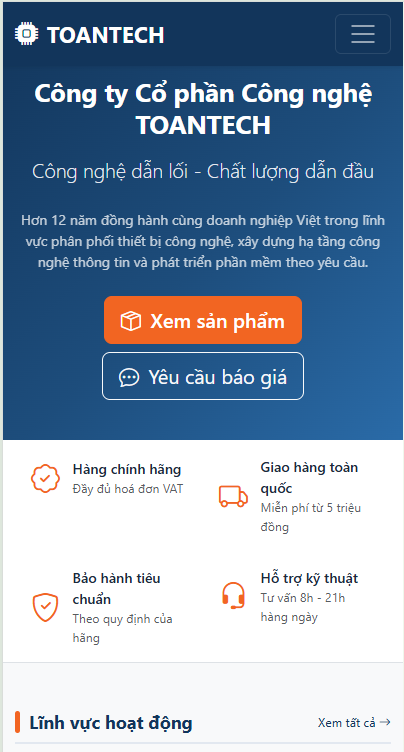 TOANTECH
Công ty Cổ phần Công nghệ
TOANTECH
Công nghệ dẫn lối - Chất lượng dẫn đầu
Hơn 12 năm đồng hành cùng doanh nghiệp Việt trong lĩnh
vực phân phối thiết bị công nghệ, xây dựng hạ tầng công
nghệ thông tin và phát triển phần mềm theo yêu cầu.
Xem sản phẩm
Yêu cầu báo giá
Hàng chính hãng
Đầy đủ hoá đơn VAT
Giao hàng toàn
quốc
Miễn phí từ 5 triệu
đồng
Bảo hành tiêu
chuẩn
Theo quy định của
hãng
Hỗ trợ kỹ thuật
Tư vấn 8h - 21h
hàng ngày
Lĩnh vực hoạt động
Xem tất cả →